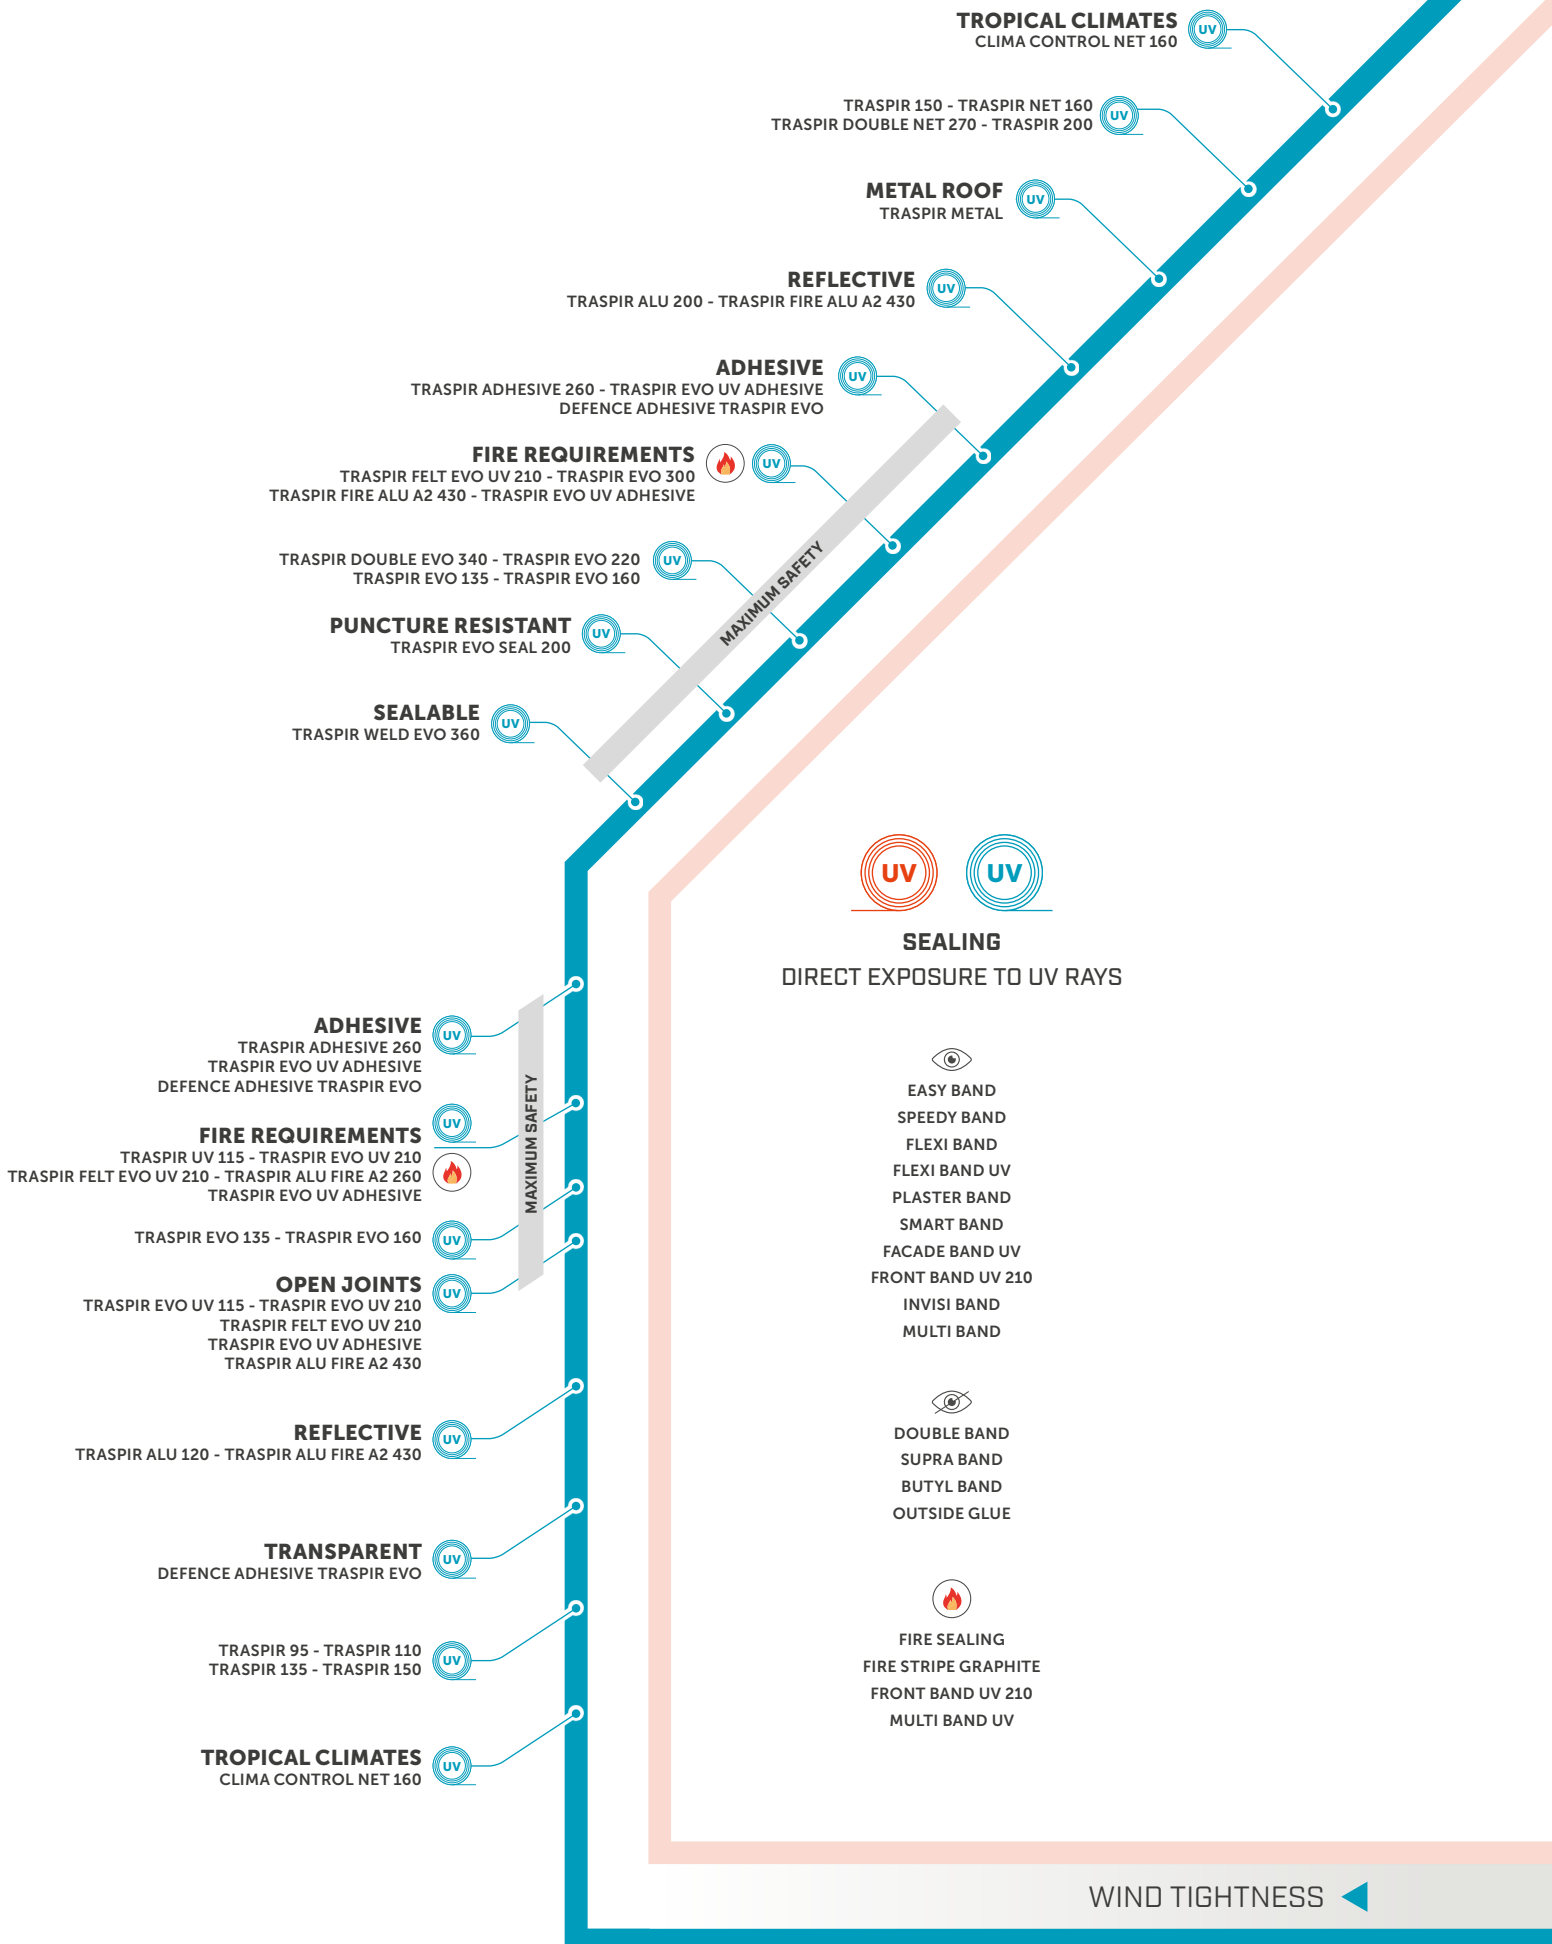 TROPICAL CLIMATES
CLIMA CONTROL NET 160
UV
TRASPIR 150 - TRASPIR NET 160
TRASPIR DOUBLE NET 270 - TRASPIR 200
UV
METAL ROOF
TRASPIR METAL
UV
REFLECTIVE
TRASPIR ALU 200 - TRASPIR FIRE ALU A2 430
UV
ADHESIVE
TRASPIR ADHESIVE 260 - TRASPIR EVO UV ADHESIVE
DEFENCE ADHESIVE TRASPIR EVO
UV
FIRE REQUIREMENTS
TRASPIR FELT EVO UV 210 - TRASPIR EVO 300
TRASPIR FIRE ALU A2 430 - TRASPIR EVO UV ADHESIVE
UV
TRASPIR DOUBLE EVO 340 - TRASPIR EVO 220
TRASPIR EVO 135 - TRASPIR EVO 160
UV
MAXIMUM SAFETY
PUNCTURE RESISTANT
TRASPIR EVO SEAL 200
UV
SEALABLE
TRASPIR WELD EVO 360
UV
ADHESIVE
TRASPIR ADHESIVE 260
TRASPIR EVO UV ADHESIVE
DEFENCE ADHESIVE TRASPIR EVO
UV
FIRE REQUIREMENTS
TRASPIR UV 115 - TRASPIR EVO UV 210
TRASPIR FELT EVO UV 210 - TRASPIR ALU FIRE A2 260
TRASPIR EVO UV ADHESIVE
UV
MAXIMUM SAFETY
TRASPIR EVO 135 - TRASPIR EVO 160
UV
OPEN JOINTS
TRASPIR EVO UV 115 - TRASPIR EVO UV 210
TRASPIR FELT EVO UV 210
TRASPIR EVO UV ADHESIVE
TRASPIR ALU FIRE A2 430
UV
REFLECTIVE
TRASPIR ALU 120 - TRASPIR ALU FIRE A2 430
UV
TRANSPARENT
DEFENCE ADHESIVE TRASPIR EVO
UV
TRASPIR 95 - TRASPIR 110
TRASPIR 135 - TRASPIR 150
UV
TROPICAL CLIMATES
CLIMA CONTROL NET 160
UV
UV UV
SEALING
DIRECT EXPOSURE TO UV RAYS
EASY BAND
SPEEDY BAND
FLEXI BAND
FLEXI BAND UV
PLASTER BAND
SMART BAND
FACADE BAND UV
FRONT BAND UV 210
INVISI BAND
MULTI BAND
DOUBLE BAND
SUPRA BAND
BUTYL BAND
OUTSIDE GLUE
FIRE SEALING
FIRE STRIPE GRAPHITE
FRONT BAND UV 210
MULTI BAND UV
WIND TIGHTNESS